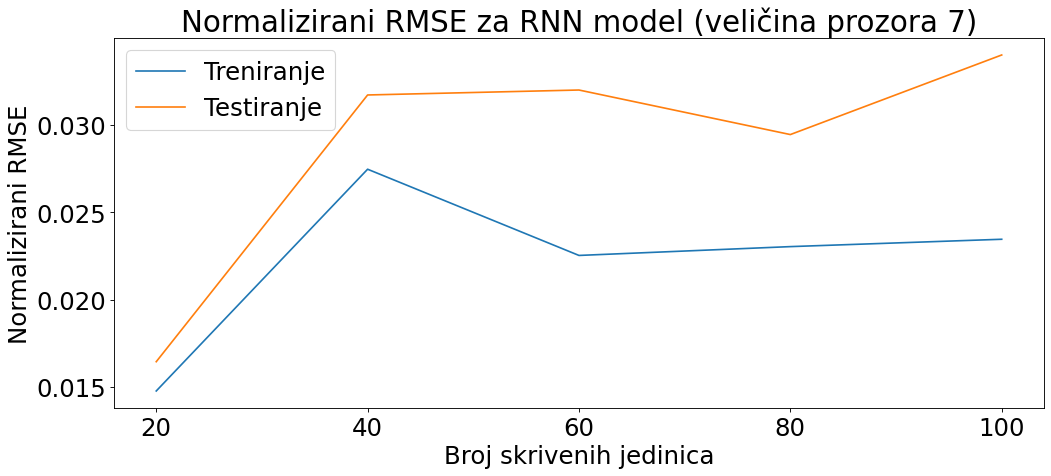 Normalizirani RMSE za RNN model (veličina prozora 7)
Treniranje
Testiranje
Normalizirani RMSE
0.030
0.025
0.020
0.015
20 40 60 80 100
Broj skrivenih jedinica